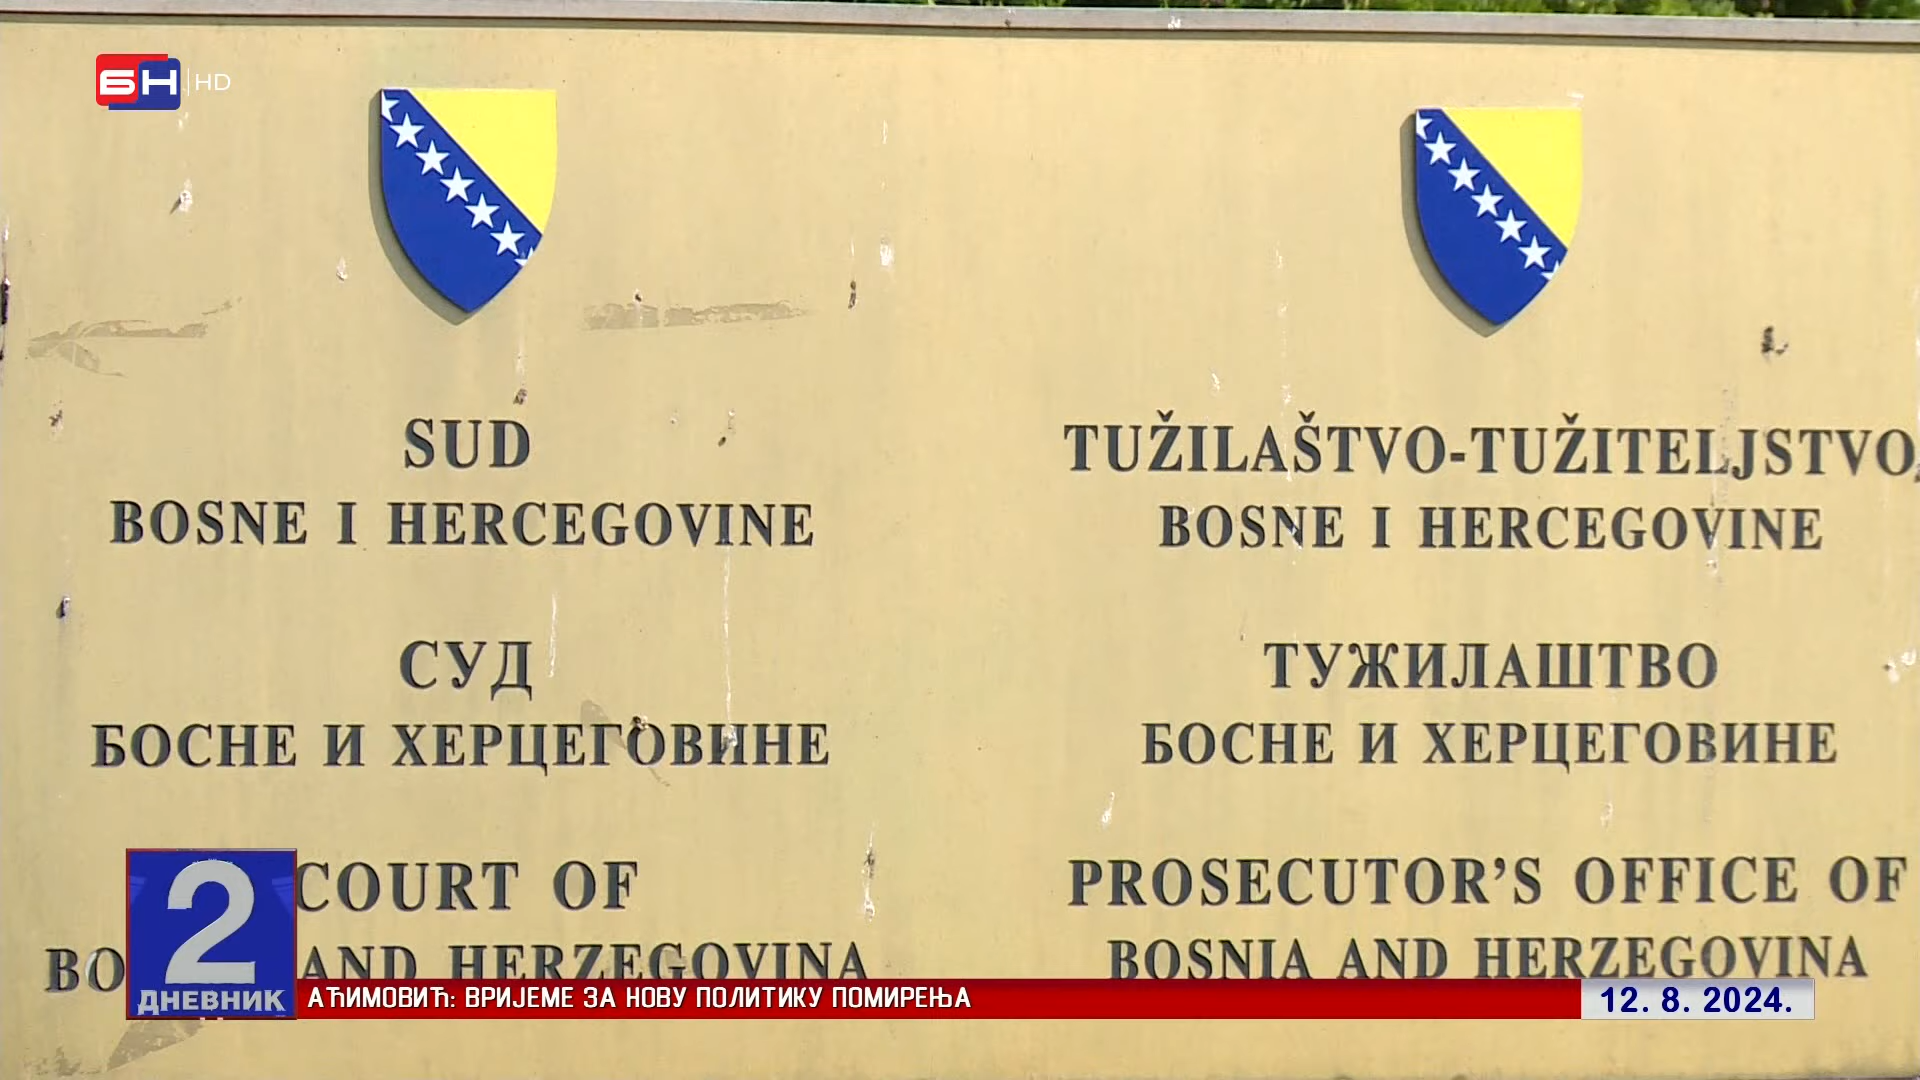 БН HD
SUD
BOSNE I HERCEGOVINE
СУД
БОСНЕ И ХЕРЦЕГОВИНЕ
COURT OF
AND HERZEGOVINA
TUŽILAŠTVO-TUŽITELJSTVO
BOSNE I HERCEGOVINE
ТУЖИЛАШТВО
БОСНЕ И ХЕРЦЕГОВИНЕ
PROSECUTOR'S OFFICE OF
BOSNIA AND HERZEGOVINA
2
ДНЕВНИК
АЋИМОВИЋ: ВРИЈЕМЕ ЗА НОВУ ПОЛИТИКУ ПОМИРЕЊА
12. 8. 2024.